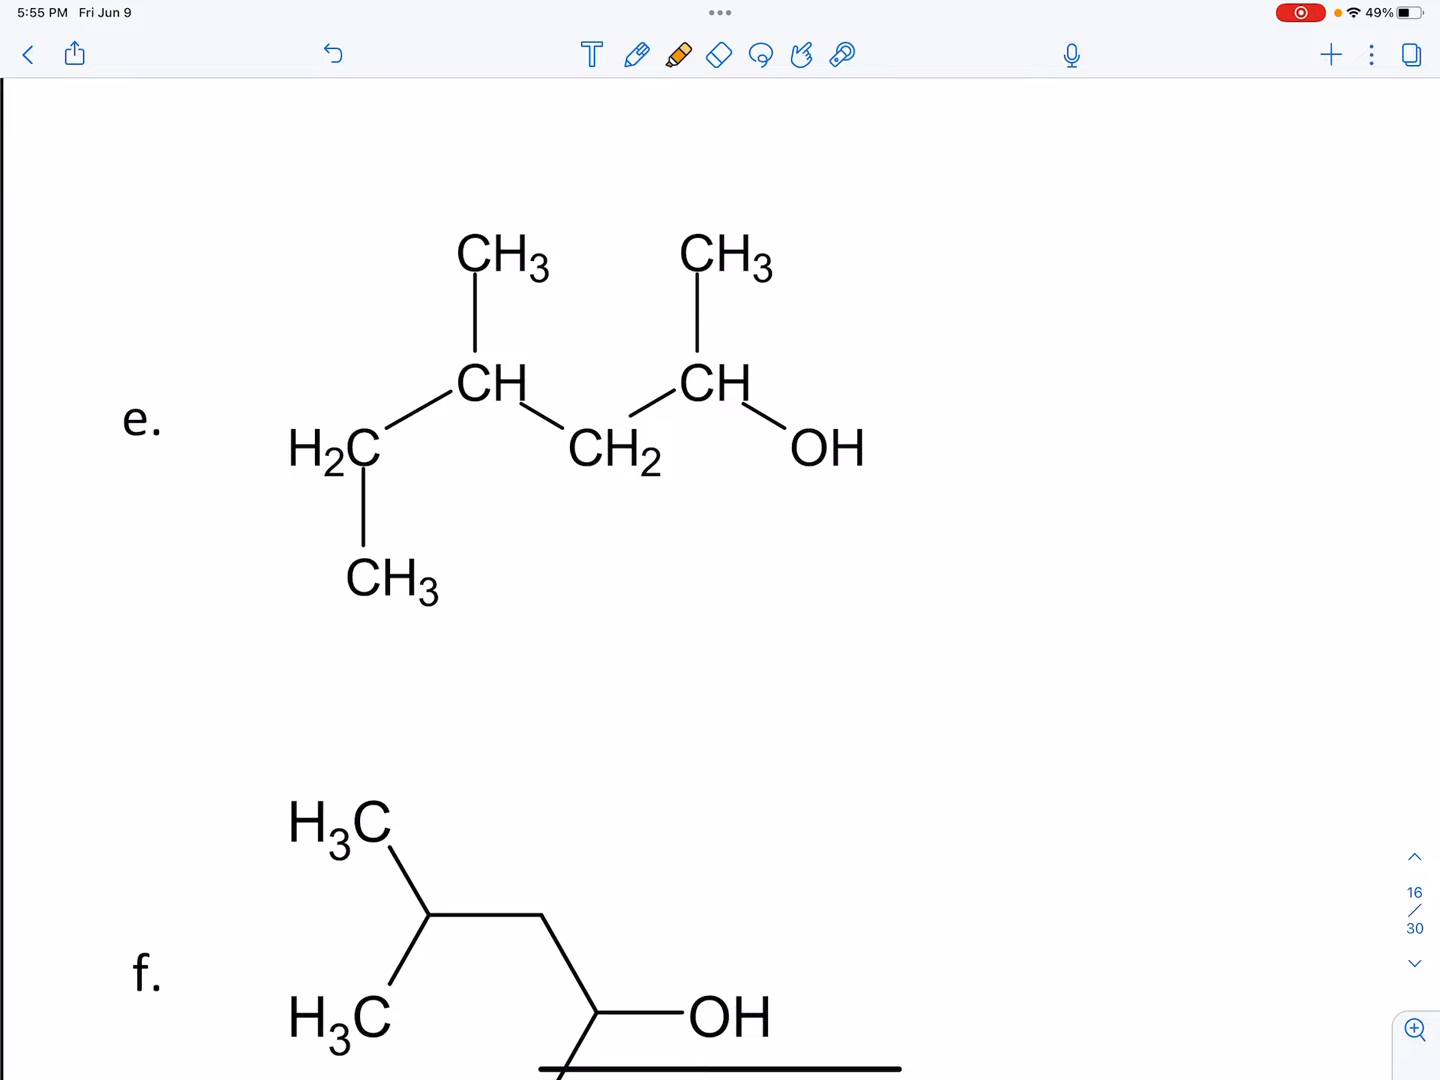 5:55 PM Fri Jun 9
49%
T
CH3 CH3
CH CH
e.
H2C CH2 OH
CH3
H3C
16
/
30
f.
H3C OH